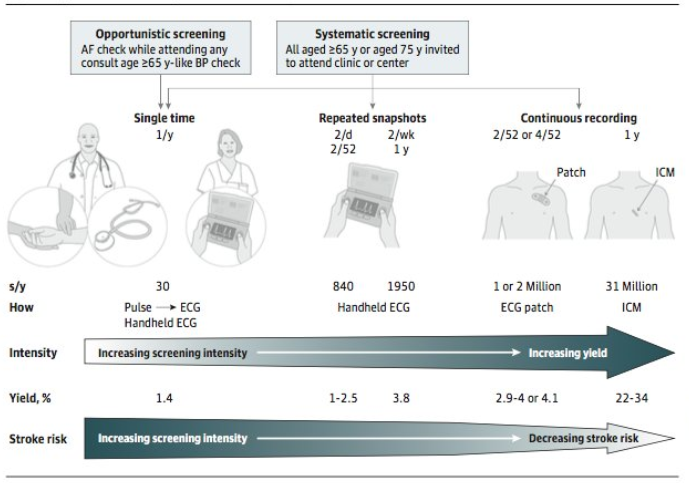 Opportunistic screening
AF check while attending any
consult age ≥65 y-like BP check
Systematic screening
All aged ≥65 y or aged 75 y invited
to attend clinic or center
Single time
1/y
Repeated snapshots
2/d 2/wk
2/52 1 y
Continuous recording
2/52 or 4/52 1 y
Patch
ICM
s/y 30 840 1950 1 or 2 Million 31 Million
How Pulse → ECG Handheld ECG ECG patch ICM
Handheld ECG
Intensity Increasing screening intensity → Increasing yield
Yield, % 1.4 1-2.5 3.8 2.9-4 or 4.1 22-34
Stroke risk Increasing screening intensity → Decreasing stroke risk